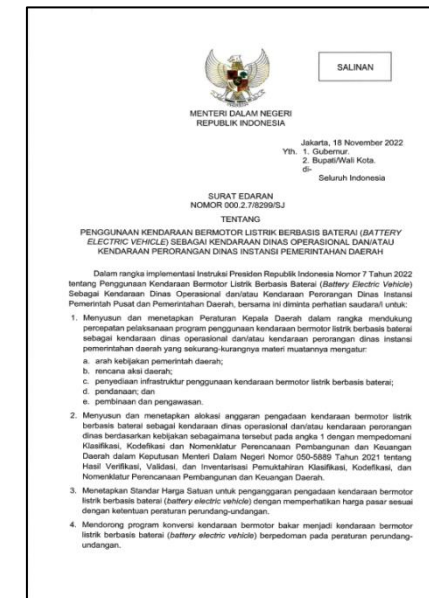 SALINAN
MENTERI DALAM NEGERI
REPUBLIK INDONESIA
Jakarta, 18 November 2022
Yth. 1. Gubernur.
2. Bupati/Wali Kota.
di-
Seluruh Indonesia
SURAT EDARAN
NOMOR 000.2.7/8299/SJ
TENTANG
PENGGUNAAN KENDARAAN BERMOTOR LISTRIK BERBASIS BATERAI (BATTERY
ELECTRIC VEHICLE) SEBAGAI KENDARAAN DINAS OPERASIONAL DAN/ATAU
KENDARAAN PERORANGAN DINAS INSTANSI PEMERINTAHAN DAERAH
Dalam rangka implementasi Instruksi Presiden Republik Indonesia Nomor 7 Tahun 2022
tentang Penggunaan Kendaraan Bermotor Listrik Berbasis Baterai (Battery Electric Vehicle)
Sebagai Kendaraan Dinas Operasional dan/atau Kendaraan Perorangan Dinas Instansi
Pemerintah Pusat dan Pemerintahan Daerah, bersama ini diminta perhatian saudara/i untuk:
1. Menyusun dan menetapkan Peraturan Kepala Daerah dalam rangka mendukung
percepatan pelaksanaan program penggunaan kendaraan bermotor listrik berbasis baterai
sebagai kendaraan dinas operasional dan/atau kendaraan perorangan dinas instansi
pemerintahan daerah yang sekurang-kurangnya materi muatannya mengatur:
a. arah kebijakan pemerintah daerah;
b. rencana aksi daerah;
c. penyediaan infrastruktur penggunaan kendaraan bermotor listrik berbasis baterai;
d. pendanaan; dan
e. pembinaan dan pengawasan.
2. Menyusun dan menetapkan alokasi anggaran pengadaan kendaraan bermotor listrik
berbasis baterai sebagai kendaraan dinas operasional dan/atau kendaraan perorangan
dinas berdasarkan kebijakan sebagaimana tersebut pada angka 1 dengan mempedomani
Klasifikasi, Kodefikasi dan Nomenklatur Perencanaan Pembangunan dan Keuangan
Daerah dalam Keputusan Menteri Dalam Negeri Nomor 050-5889 Tahun 2021 tentang
Hasil Verifikasi, Validasi, dan Inventarisasi Pemuktahiran Klasifikasi, Kodefikasi, dan
Nomenklatur Perencanaan Pembangunan dan Keuangan Daerah.
3. Menetapkan Standar Harga Satuan untuk penganggaran pengadaan kendaraan bermotor
listrik berbasis baterai (battery electric vehicle) dengan memperhatikan harga pasar sesuai
dengan ketentuan peraturan perundang-undangan.
4. Mendorong program konversi kendaraan bermotor bakar menjadi kendaraan bermotor
listrik berbasis baterai (battery electric vehicle) berpedoman pada peraturan perundang-
undangan.